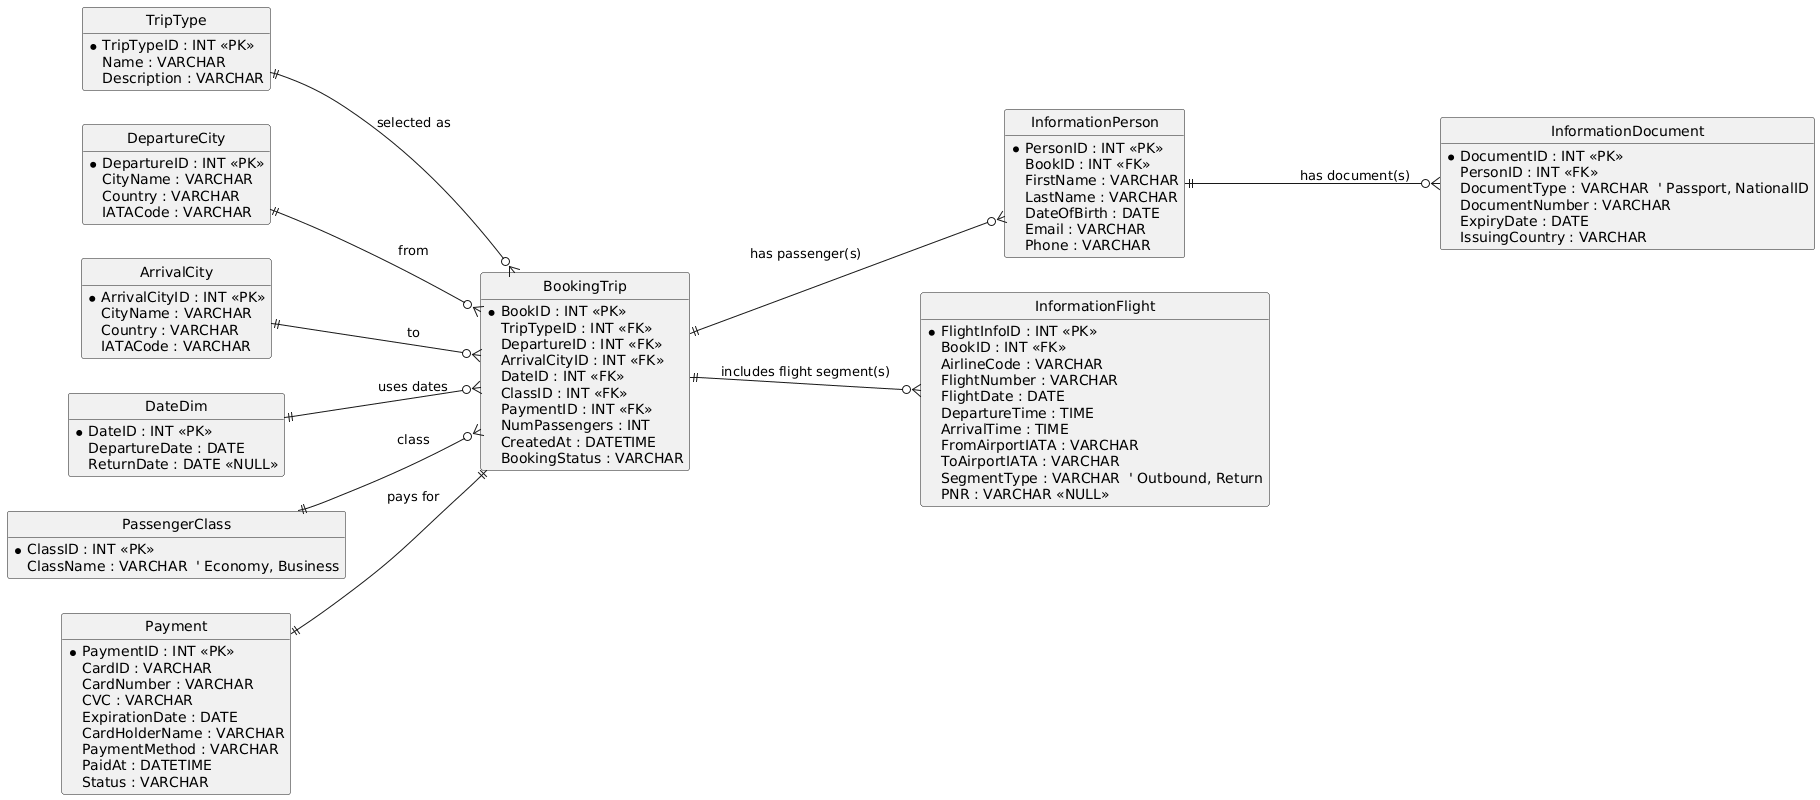 TripType
TripTypeID : INT «PK»
Name : VARCHAR
Description : VARCHAR
selected as
DepartureCity
DepartureID : INT «PK»
CityName : VARCHAR
Country : VARCHAR
IATACode : VARCHAR
from
ArrivalCity
ArrivalCityID : INT «PK»
CityName : VARCHAR
Country : VARCHAR
IATACode : VARCHAR
to
DateDim
DateID : INT «PK»
DepartureDate : DATE
ReturnDate : DATE «NULL»
uses dates
PassengerClass
ClassID : INT «PK»
ClassName : VARCHAR ' Economy, Business
class
Payment
PaymentID : INT «PK»
CardID : VARCHAR
CardNumber : VARCHAR
CVC : VARCHAR
ExpirationDate : DATE
CardHolderName : VARCHAR
PaymentMethod : VARCHAR
PaidAt : DATETIME
Status : VARCHAR
pays for
BookingTrip
BookID : INT «PK»
TripTypeID : INT «FK»
DepartureID : INT «FK»
ArrivalCityID : INT «FK»
DateID : INT «FK»
ClassID : INT «FK»
PaymentID : INT «FK»
NumPassengers : INT
CreatedAt : DATETIME
BookingStatus : VARCHAR
has passenger(s)
InformationPerson
PersonID : INT «PK»
BookID : INT «FK»
FirstName : VARCHAR
LastName : VARCHAR
DateOfBirth : DATE
Email : VARCHAR
Phone : VARCHAR
includes flight segment(s)
InformationFlight
FlightInfoID : INT «PK»
BookID : INT «FK»
AirlineCode : VARCHAR
FlightNumber : VARCHAR
FlightDate : DATE
DepartureTime : TIME
ArrivalTime : TIME
FromAirportIATA : VARCHAR
ToAirportIATA : VARCHAR
SegmentType : VARCHAR ' Outbound, Return
PNR : VARCHAR «NULL»
has document(s)
InformationDocument
DocumentID : INT «PK»
PersonID : INT «FK»
DocumentType : VARCHAR ' Passport, NationalID
DocumentNumber : VARCHAR
ExpiryDate : DATE
IssuingCountry : VARCHAR